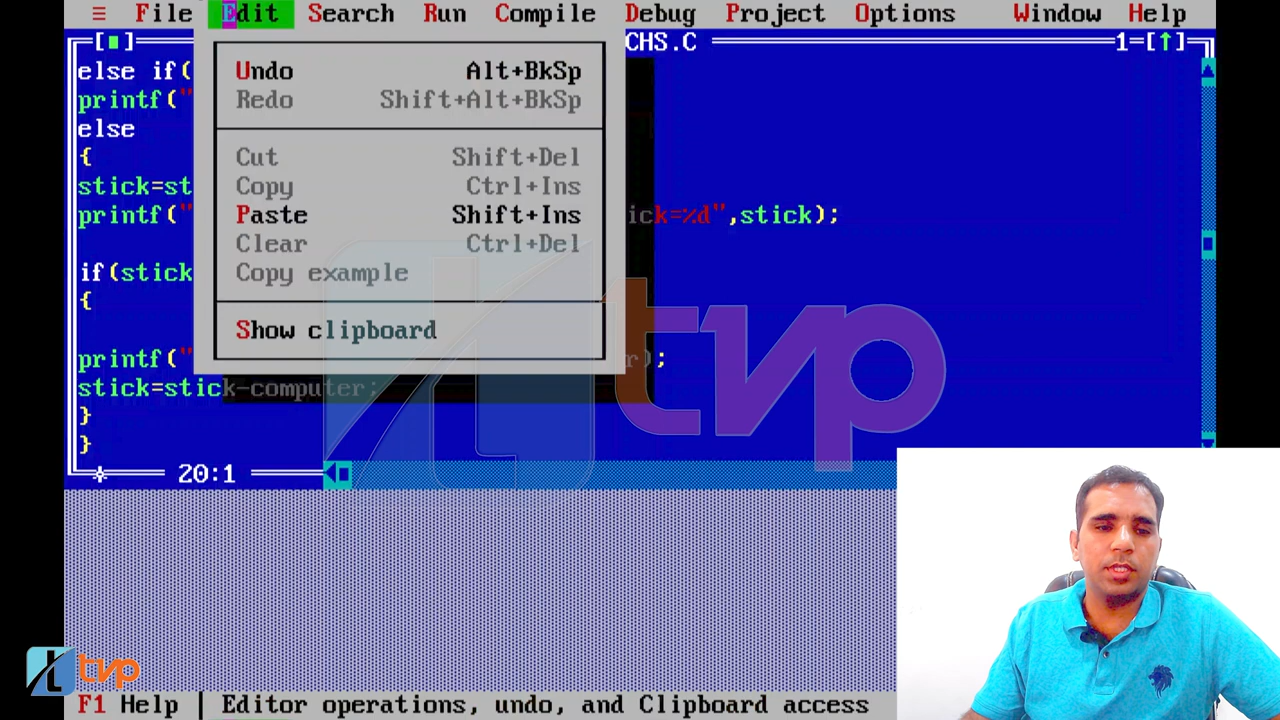 ≡ File Edit Search Run Compile Debug Project Options Window Help
[■] CHS.C 1=[↑]
else if(
printf("
else
{
stick=st
printf(" ick=%d",stick);
if(stick
{
printf(" r);
stick=stick-computer;
}
}
20:1
Undo Alt+BkSp
Redo Shift+Alt+BkSp
Cut Shift+Del
Copy Ctrl+Ins
Paste Shift+Ins
Clear Ctrl+Del
Copy example
Show clipboard
tvp
t tvp
F1 Help | Editor operations, undo, and Clipboard access